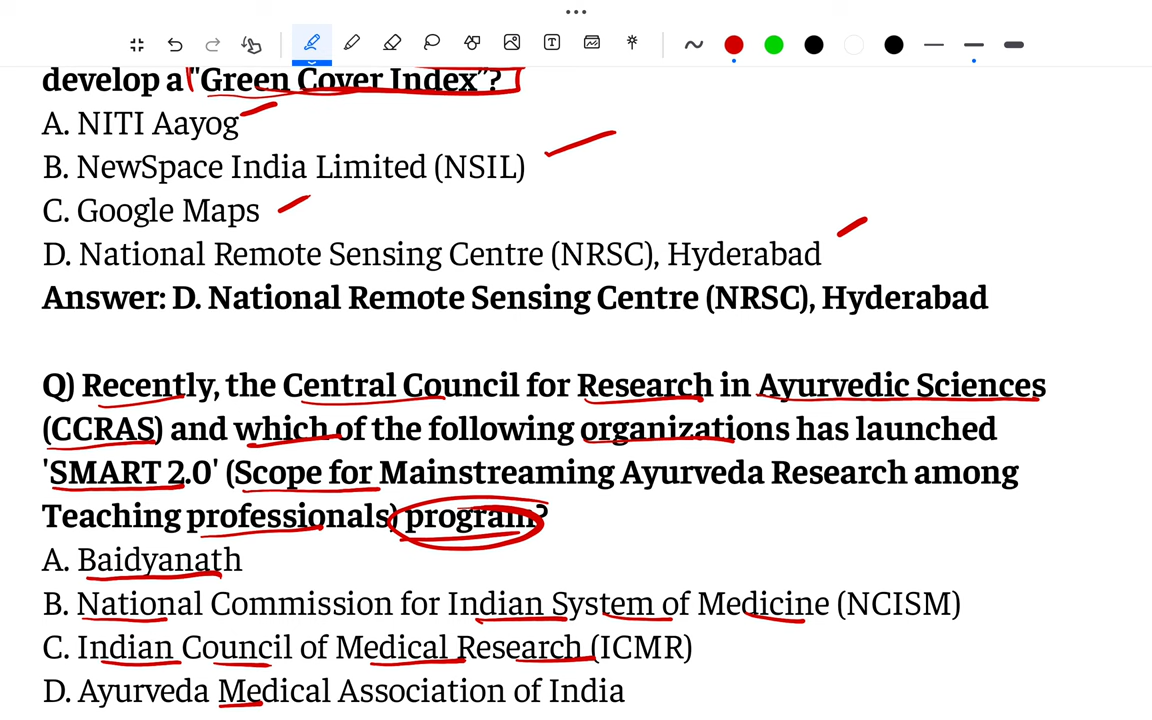 develop a "Green Cover Index"?
A. NITI Aayog
B. NewSpace India Limited (NSIL)
C. Google Maps
D. National Remote Sensing Centre (NRSC), Hyderabad
Answer: D. National Remote Sensing Centre (NRSC), Hyderabad
Q) Recently, the Central Council for Research in Ayurvedic Sciences
(CCRAS) and which of the following organizations has launched
'SMART 2.0' (Scope for Mainstreaming Ayurveda Research among
Teaching professionals) program?
A. Baidyanath
B. National Commission for Indian System of Medicine (NCISM)
C. Indian Council of Medical Research (ICMR)
D. Ayurveda Medical Association of India